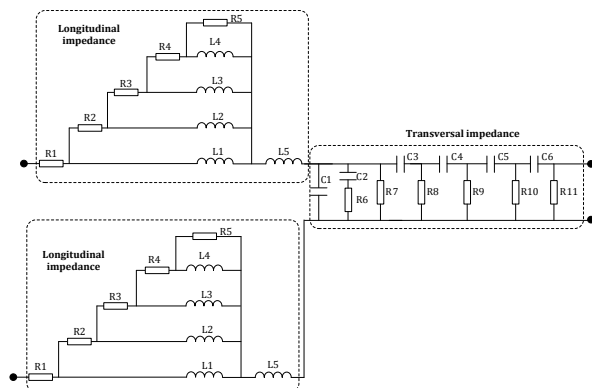 Longitudinal
impedance
R5
L4
R4
L3
R3
L2
R2
L1
R1
L5
Transversal impedance
C3
C4
C5
C6
C1
C2
R6
R7
R8
R9
R10
R11
Longitudinal
impedance
R5
L4
R4
L3
R3
L2
R2
L1
R1
L5